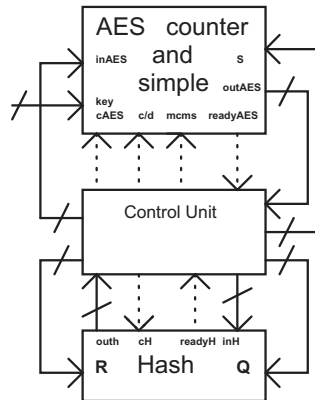 AES counter
and
inAES S
simple
outAES
key
cAES c/d mcms readyAES
Control Unit
outh cH readyH inH
R Hash Q